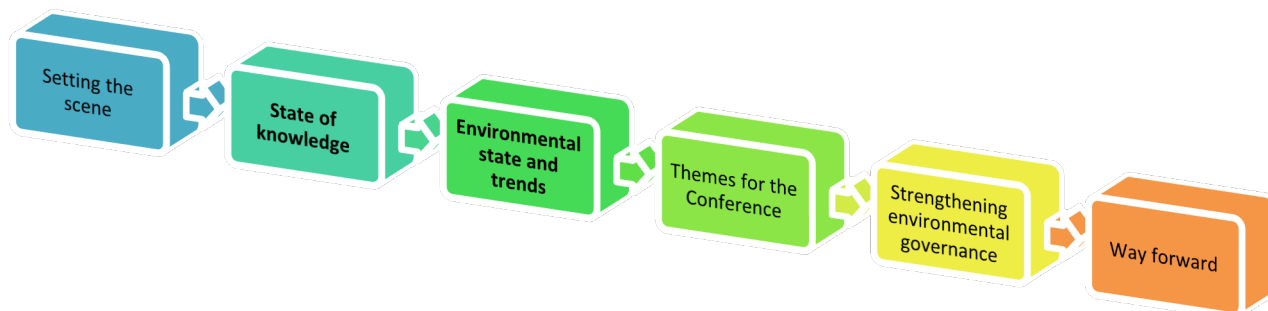 Setting the
scene
State of
knowledge
Environmental
state and
trends
Themes for the
Conference
Strengthening
environmental
governance
Way forward